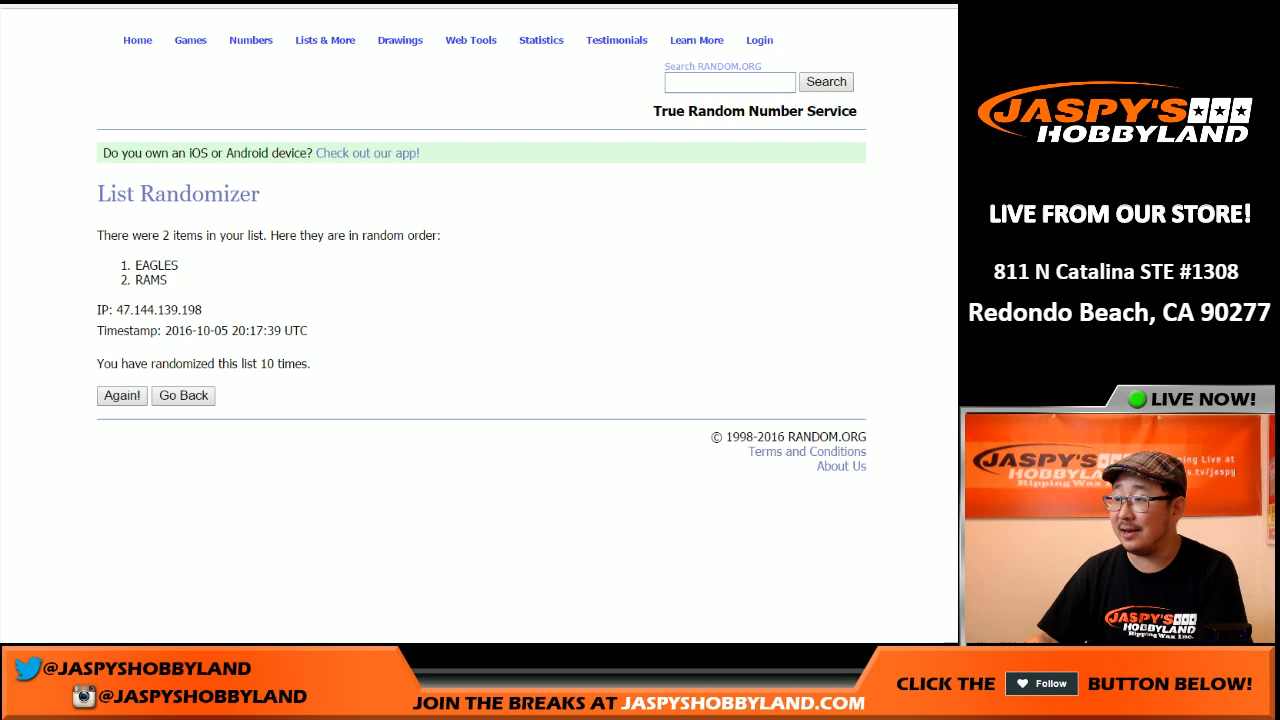 Home Games Numbers Lists & More Drawings Web Tools Statistics Testimonials Learn More Login
Search RANDOM.ORG
Search
True Random Number Service
Do you own an iOS or Android device? Check out our app!
List Randomizer
There were 2 items in your list. Here they are in random order:
1. EAGLES
2. RAMS
IP: 47.144.139.198
Timestamp: 2016-10-05 20:17:39 UTC
You have randomized this list 10 times.
Again! Go Back
© 1998-2016 RANDOM.ORG
Terms and Conditions
About Us
JASPY'S
HOBBYLAND
LIVE FROM OUR STORE!
811 N Catalina STE #1308
Redondo Beach, CA 90277
LIVE NOW!
JASPY'S
HOBBYLA
Ripping Wax
ping Live at
s.tv/jaspy
JASPY'S
HOBBYLAND
Ripping Wax Inc.
@JASPYSHOBBYLAND
@JASPYSHOBBYLAND
JOIN THE BREAKS AT JASPYSHOBBYLAND.COM
CLICK THE Follow BUTTON BELOW!